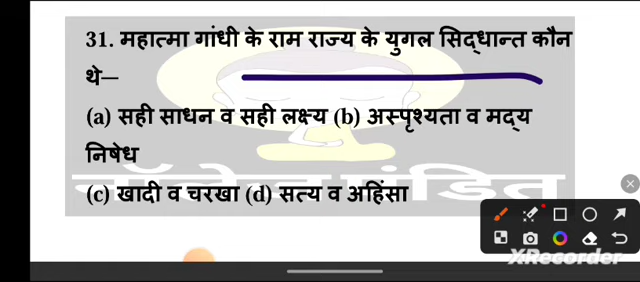 31. महात्मा गांधी के राम राज्य के युगल सिद्धान्त कौन
थे—
(a) सही साधन व सही लक्ष्य (b) अस्पृश्यता व मद्य
निषेध
(c) खादी व चरखा (d) सत्य व अहिंसा
कॉलेज पंडित
XRecorder